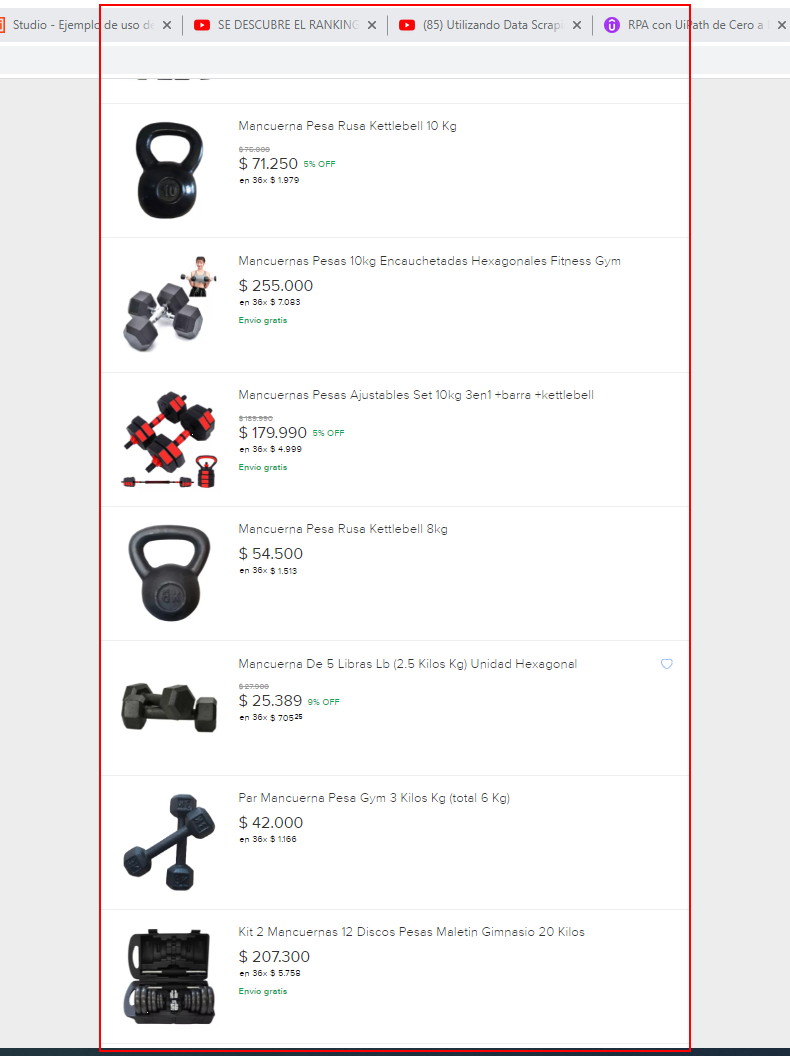 Studio - Ejemplo de uso de
SE DESCUBRE EL RANKING
(85) Utilizando Data Scrapi
RPA con UiPath de Cero a
Mancuerna Pesa Rusa Kettlebell 10 Kg
$ 75.000
$ 71.250 5% OFF
en 36x $ 1.979
Mancuernas Pesas 10kg Encauchetadas Hexagonales Fitness Gym
$ 255.000
en 36x $ 7.083
Envío gratis
Mancuernas Pesas Ajustables Set 10kg 3en1 +barra +kettlebell
$ 189.990
$ 179.990 5% OFF
en 36x $ 4.999
Envío gratis
Mancuerna Pesa Rusa Kettlebell 8kg
$ 54.500
en 36x $ 1.513
Mancuerna De 5 Libras Lb (2.5 Kilos Kg) Unidad Hexagonal
$ 27.900
$ 25.389 9% OFF
en 36x $ 705 25
Par Mancuerna Pesa Gym 3 Kilos Kg (total 6 Kg)
$ 42.000
en 36x $ 1.166
Kit 2 Mancuernas 12 Discos Pesas Maletin Gimnasio 20 Kilos
$ 207.300
en 36x $ 5.758
Envío gratis